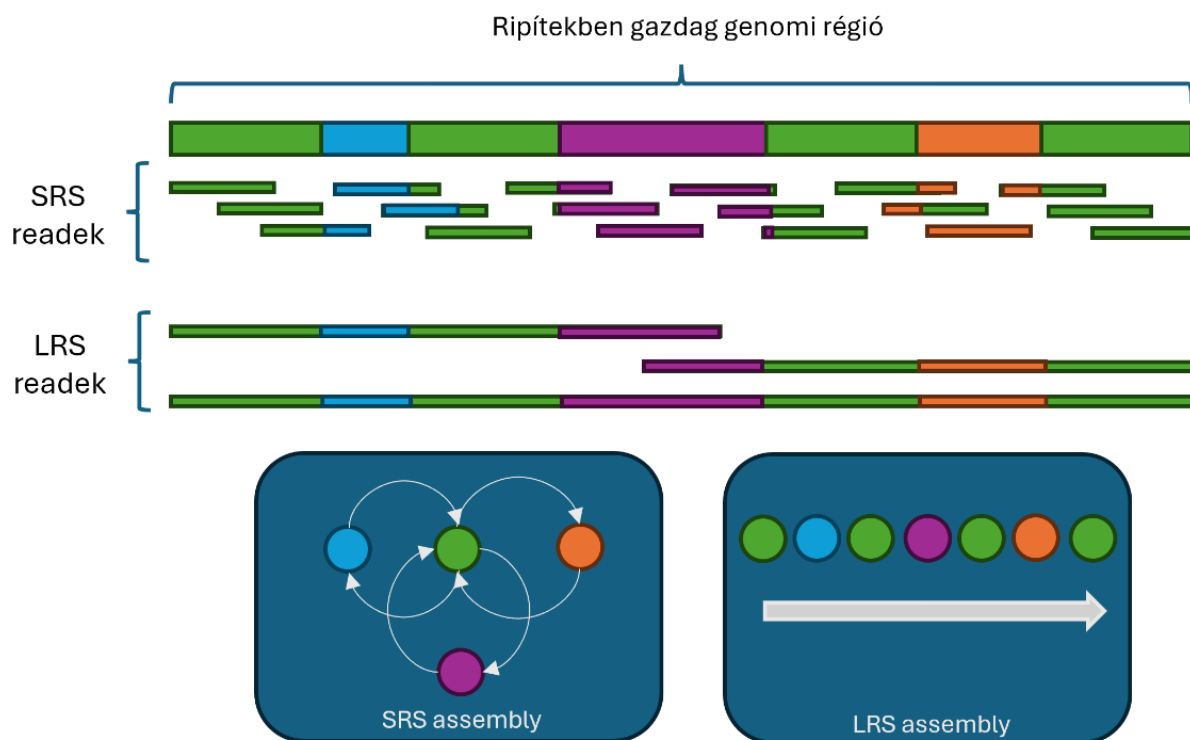 Ripítekben gazdag genomi régió
SRS
readek
LRS
readek
SRS assembly
LRS assembly